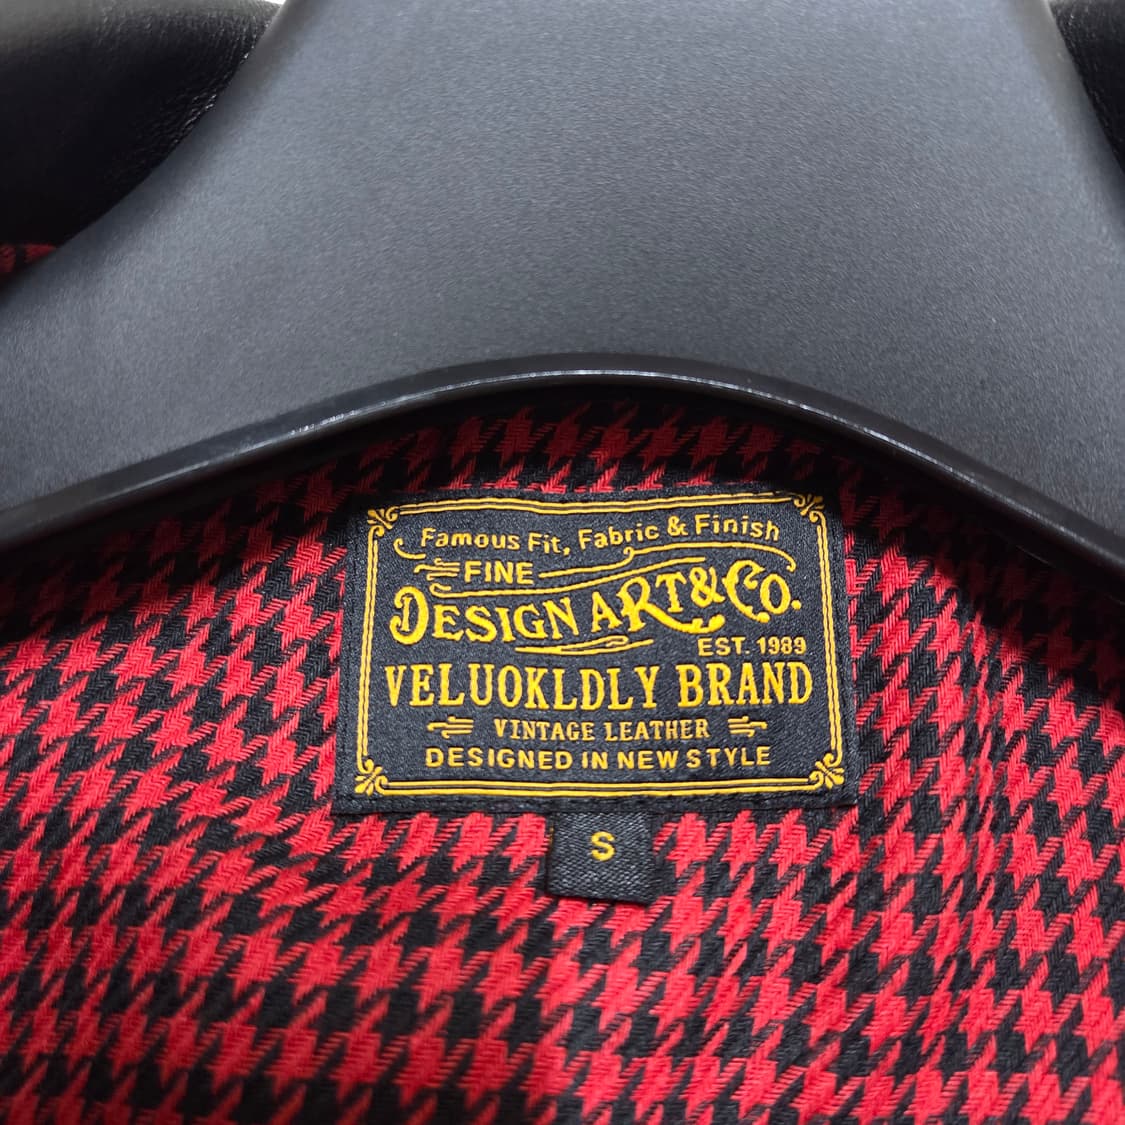 Famous Fit, Fabric & Finish
FINE
DESIGN ART & CO.
EST. 1989
VELUOKLDLY BRAND
VINTAGE LEATHER
DESIGNED IN NEW STYLE
S